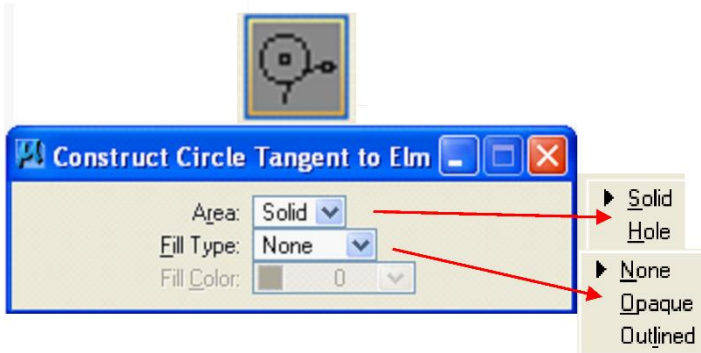 Construct Circle Tangent to Elm
Area: Solid
Fill Type: None
Fill Color: 0
Solid
Hole
None
Opaque
Outlined